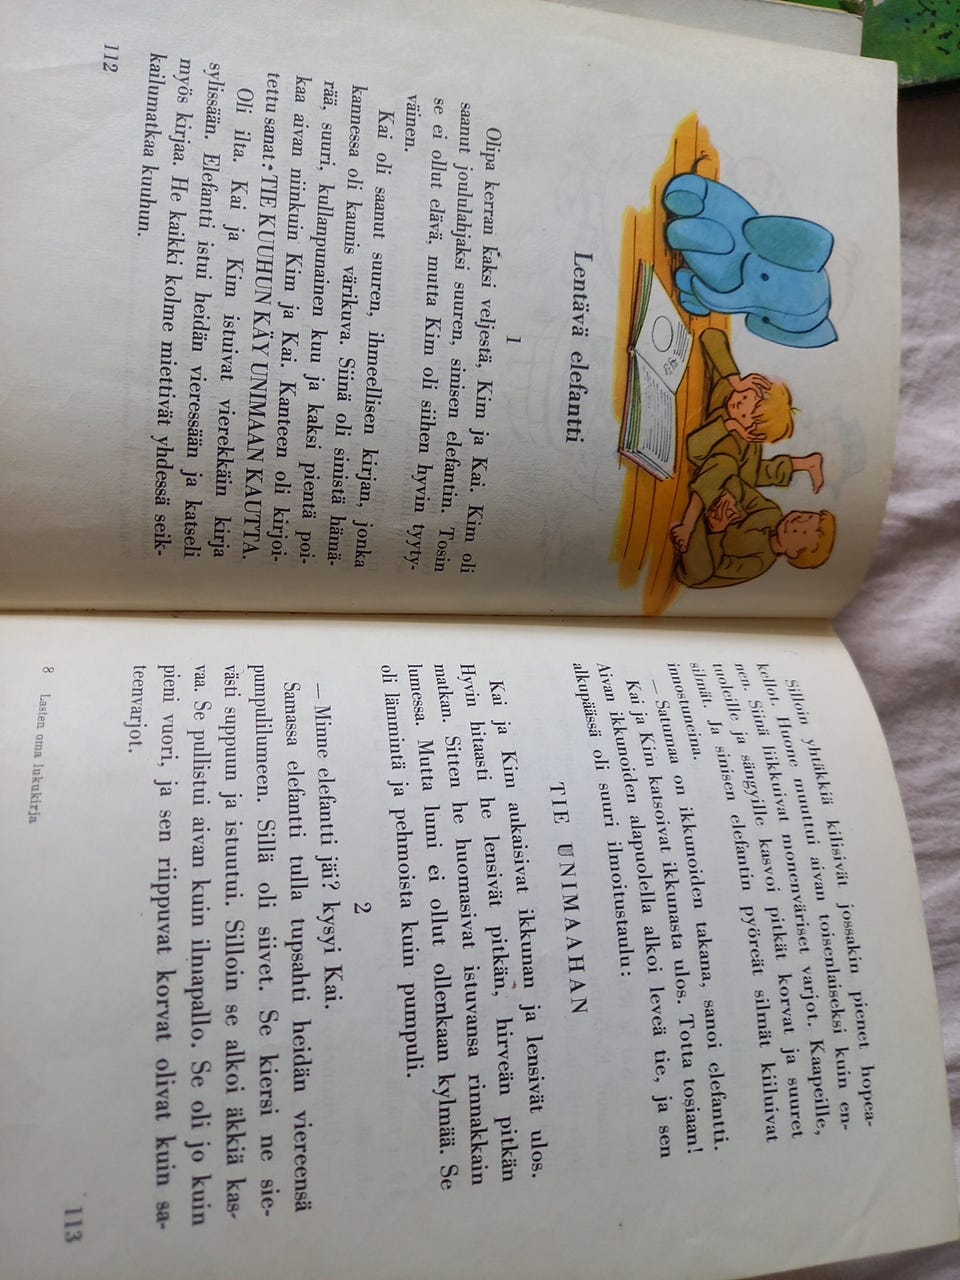 Lentävä elefantti
1
Olipa kerran kaksi veljestä, Kim ja Kai. Kim oli
saanut joululahjaksi suuren, sinisen elefantin. Tosin
se ei ollut elävä, mutta Kim oli siihen hyvin tyyty-
väinen.
Kai oli saanut suuren, ihmeellisen kirjan, jonka
kannessa oli kaunis värikuva. Siinä oli sinistä hämä-
rää, suuri, kullanpunainen kuu ja kaksi pientä poi-
kaa aivan niinkuin Kim ja Kai. Kanteen oli kirjoi-
tettu sanat: TIE KUUHUN KÄY UNIMAAN KAUTTA.
Oli ilta. Kai ja Kim istuivat vierekkäin kirja
sylissään. Elefantti istui heidän vieressään ja katseli
myös kirjaa. He kaikki kolme miettivät yhdessä seik-
kailumatkaa kuuhun.
112
Silloin yhtäkkiä kilisivät jossakin pienet hopea-
kellot. Huone muuttui aivan toisenlaiseksi kuin en-
nen. Siinä liikkuivat monenväriset varjot. Kaapeille,
tuoleille ja sängyille kasvoi pitkät korvat ja suuret
silmät. Ja sinisen elefantin pyöreät silmät kiiluivat
innostuneina.
— Satumaa on ikkunoiden takana, sanoi elefantti.
Kai ja Kim katsoivat ikkunasta ulos. Totta tosiaan!
Aivan ikkunoiden alapuolella alkoi leveä tie, ja sen
alkupäässä oli suuri ilmoitustaulu:
TIE UNIMAAHAN
Kai ja Kim aukaisivat ikkunan ja lensivät ulos.
Hyvin hitaasti he lensivät pitkän, hirveän pitkän
matkan. Sitten he huomasivat istuvansa rinnakkain
lumessa. Mutta lumi ei ollut ollenkaan kylmää. Se
oli lämmintä ja pehmoista kuin pumpuli.
2
— Minne elefantti jäi? kysyi Kai.
Samassa elefantti tulla tupsahti heidän viereensä
pumpulilumeen. Sillä oli siivet. Se kiersi ne sie-
västi suppuun ja istuutui. Silloin se alkoi äkkiä kas-
vaa. Se pullistui aivan kuin ilmapallo. Se oli jo kuin
pieni vuori, ja sen riippuvat korvat olivat kuin sa-
teenvarjot.
8 Lasten oma lukukirja
113